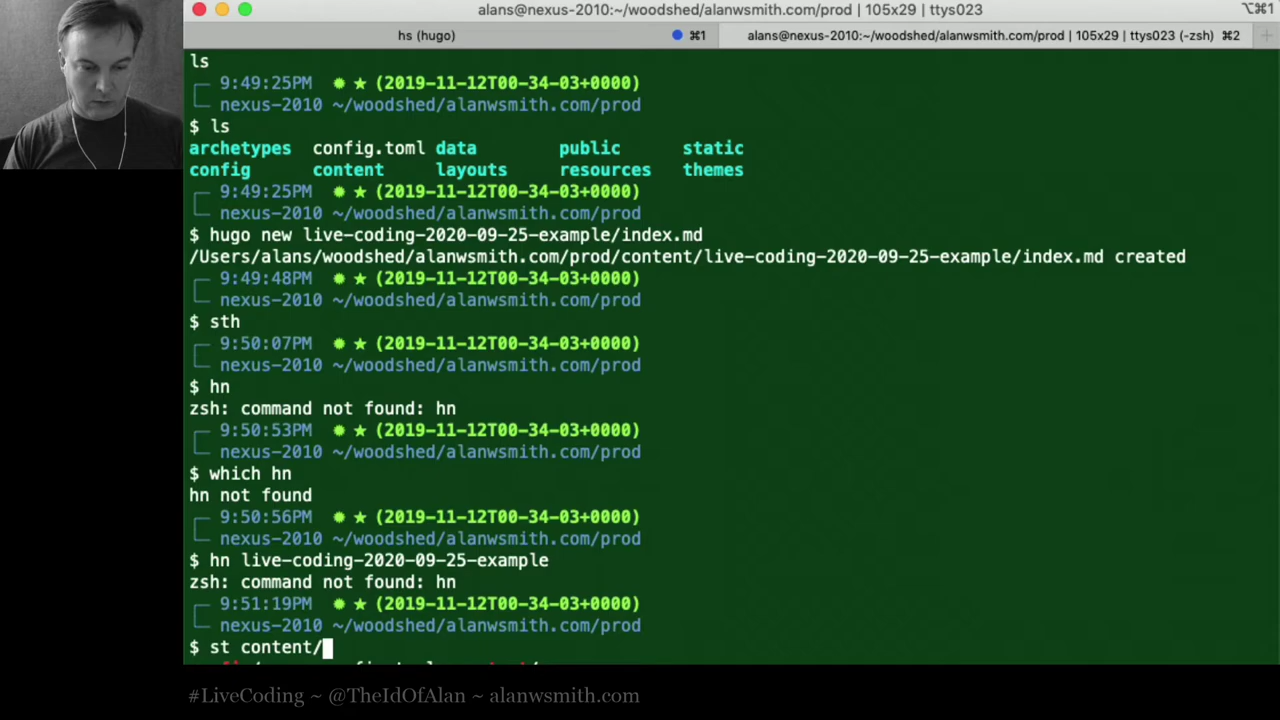 alans@nexus-2010:~/woodshed/alanwsmith.com/prod | 105x29 | ttys023
⌥⌘1
hs (hugo) ⌘1
alans@nexus-2010:~/woodshed/alanwsmith.com/prod | 105x29 | ttys023 (-zsh) ⌘2
ls
9:49:25PM ✹ ★ (2019-11-12T00-34-03+0000)
nexus-2010 ~/woodshed/alanwsmith.com/prod
$ ls
archetypes config.toml data public static
config content layouts resources themes
9:49:25PM ✹ ★ (2019-11-12T00-34-03+0000)
nexus-2010 ~/woodshed/alanwsmith.com/prod
$ hugo new live-coding-2020-09-25-example/index.md
/Users/alans/woodshed/alanwsmith.com/prod/content/live-coding-2020-09-25-example/index.md created
9:49:48PM ✹ ★ (2019-11-12T00-34-03+0000)
nexus-2010 ~/woodshed/alanwsmith.com/prod
$ sth
9:50:07PM ✹ ★ (2019-11-12T00-34-03+0000)
nexus-2010 ~/woodshed/alanwsmith.com/prod
$ hn
zsh: command not found: hn
9:50:53PM ✹ ★ (2019-11-12T00-34-03+0000)
nexus-2010 ~/woodshed/alanwsmith.com/prod
$ which hn
hn not found
9:50:56PM ✹ ★ (2019-11-12T00-34-03+0000)
nexus-2010 ~/woodshed/alanwsmith.com/prod
$ hn live-coding-2020-09-25-example
zsh: command not found: hn
9:51:19PM ✹ ★ (2019-11-12T00-34-03+0000)
nexus-2010 ~/woodshed/alanwsmith.com/prod
$ st content/
#LiveCoding ~ @TheIdOfAlan ~ alanwsmith.com